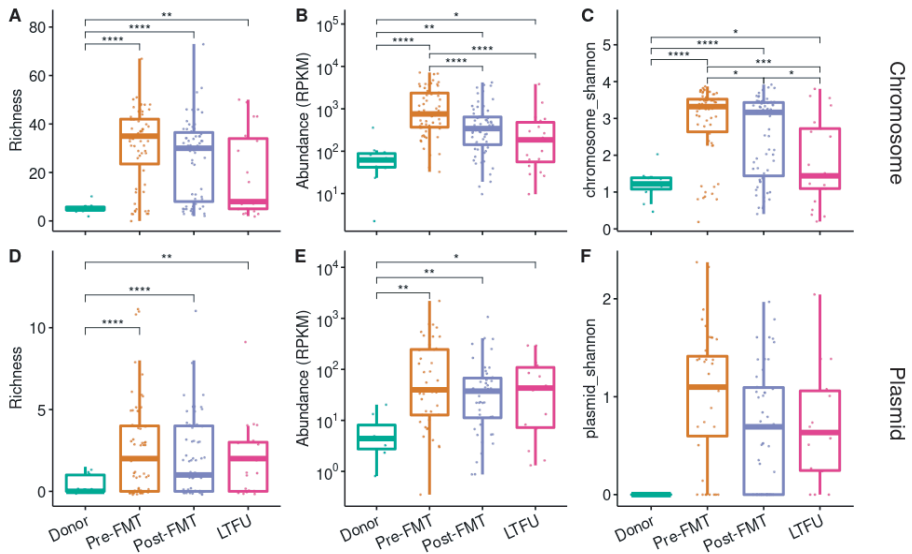 A
B
C
Richness
80
60
40
20
0
****
****
**
Abundance (RPKM)
10^5
10^4
10^3
10^2
10^1
****
**
*
****
****
chromosome_shannon
5
4
3
2
1
0
****
****
*
***
*
*
Chromosome
D
E
F
Richness
10
5
0
****
****
**
Abundance (RPKM)
10^4
10^3
10^2
10^1
10^0
**
**
*
plasmid_shannon
2
1
0
Plasmid
Donor
Pre-FMT
Post-FMT
LTFU
Donor
Pre-FMT
Post-FMT
LTFU
Donor
Pre-FMT
Post-FMT
LTFU